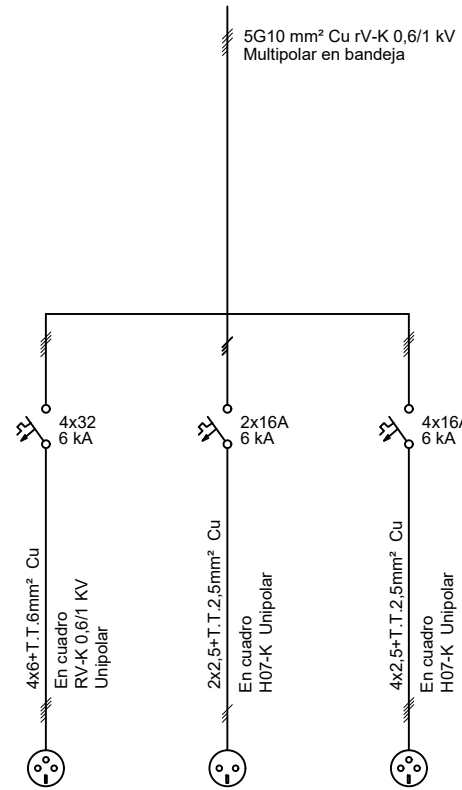 5G10 mm² Cu rV-K 0,6/1 kV
Multipolar en bandeja
4x32
6 kA
2x16A
6 kA
4x16A
6 kA
4x6+T.T.6mm² Cu
En cuadro
RV-K 0,6/1 KV
Unipolar
2x2,5+T.T.2,5mm² Cu
En cuadro
H07-K Unipolar
4x2,5+T.T.2,5mm² Cu
En cuadro
H07-K Unipolar